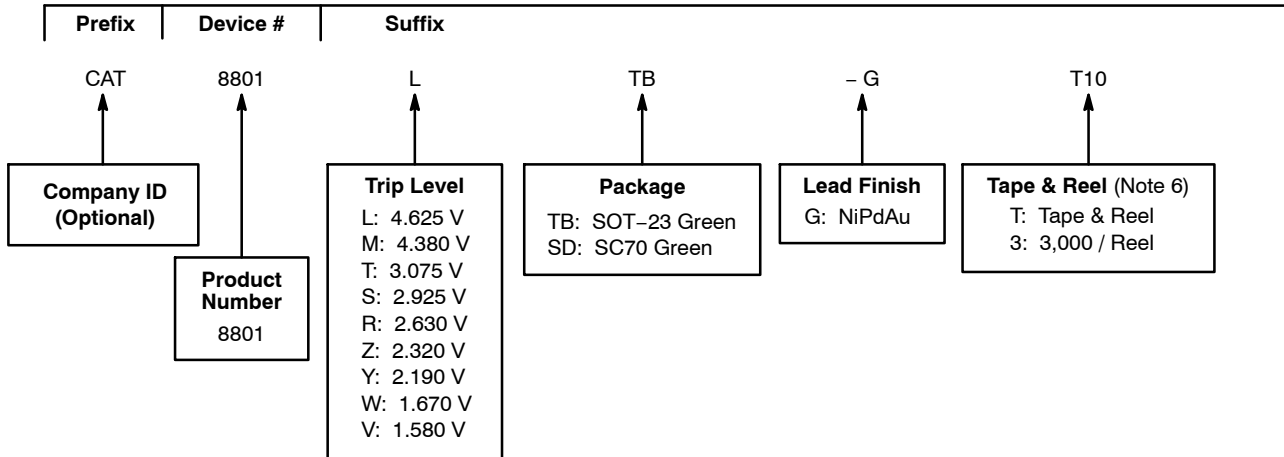 Prefix Device # Suffix
CAT 8801 L TB – G T10
Company ID
(Optional)
Product
Number
8801
Trip Level
L: 4.625 V
M: 4.380 V
T: 3.075 V
S: 2.925 V
R: 2.630 V
Z: 2.320 V
Y: 2.190 V
W: 1.670 V
V: 1.580 V
Package
TB: SOT−23 Green
SD: SC70 Green
Lead Finish
G: NiPdAu
Tape & Reel (Note 6)
T: Tape & Reel
3: 3,000 / Reel